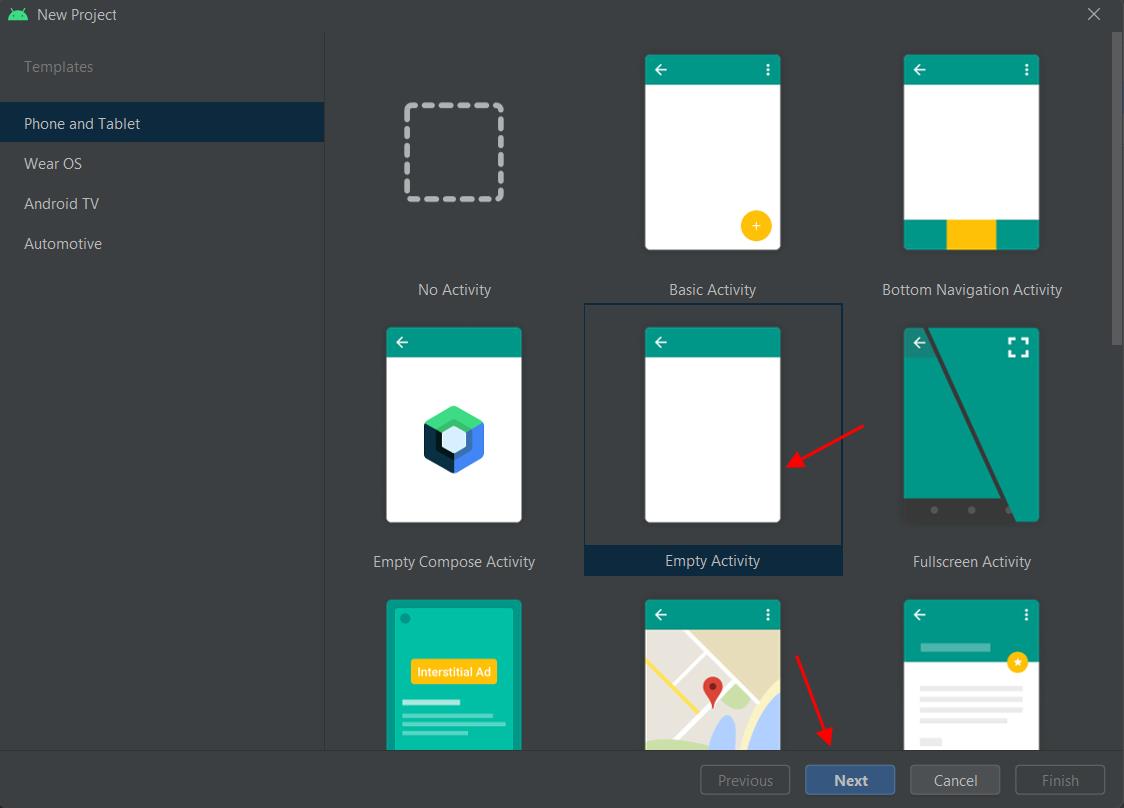 New Project
Templates
Phone and Tablet
Wear OS
Android TV
Automotive
No Activity
Basic Activity
Bottom Navigation Activity
Empty Compose Activity
Empty Activity
Fullscreen Activity
Interstitial Ad
Previous
Next
Cancel
Finish